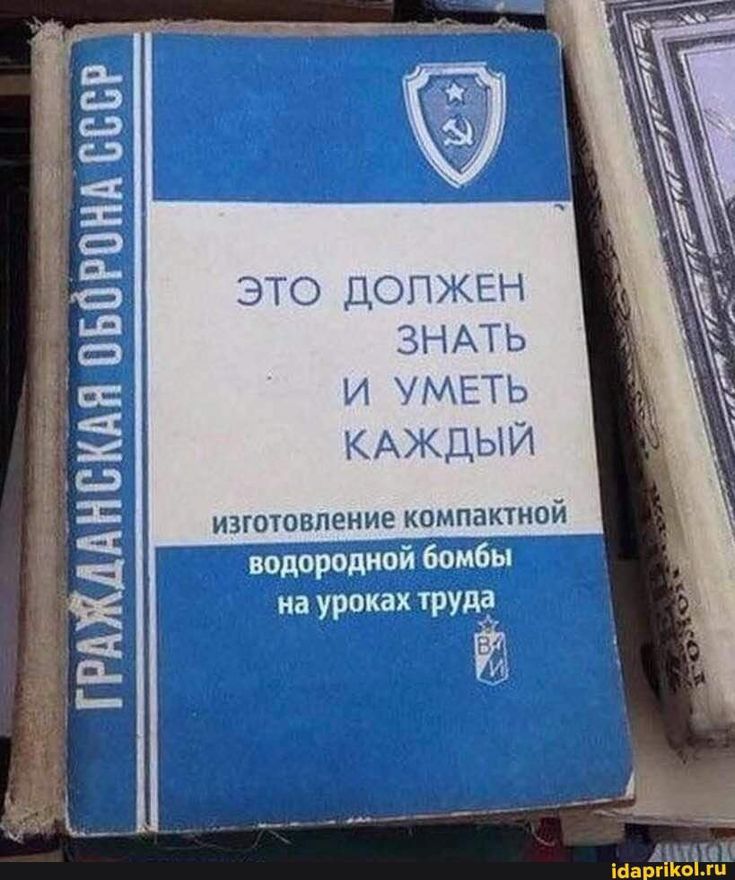 ГРАЖДАНСКАЯ ОБОРОНА СССР
ЭТО ДОЛЖЕН
ЗНАТЬ
И УМЕТЬ
КАЖДЫЙ
изготовление компактной
водородной бомбы
на уроках труда
idaprikol.ru